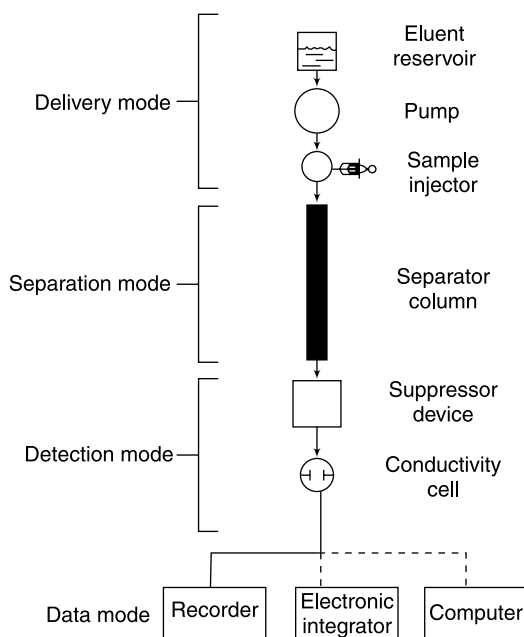 Eluent
reservoir
Delivery mode
Pump
Sample
injector
Separation mode
Separator
column
Suppressor
device
Detection mode
Conductivity
cell
Data mode
Recorder
Electronic
integrator
Computer